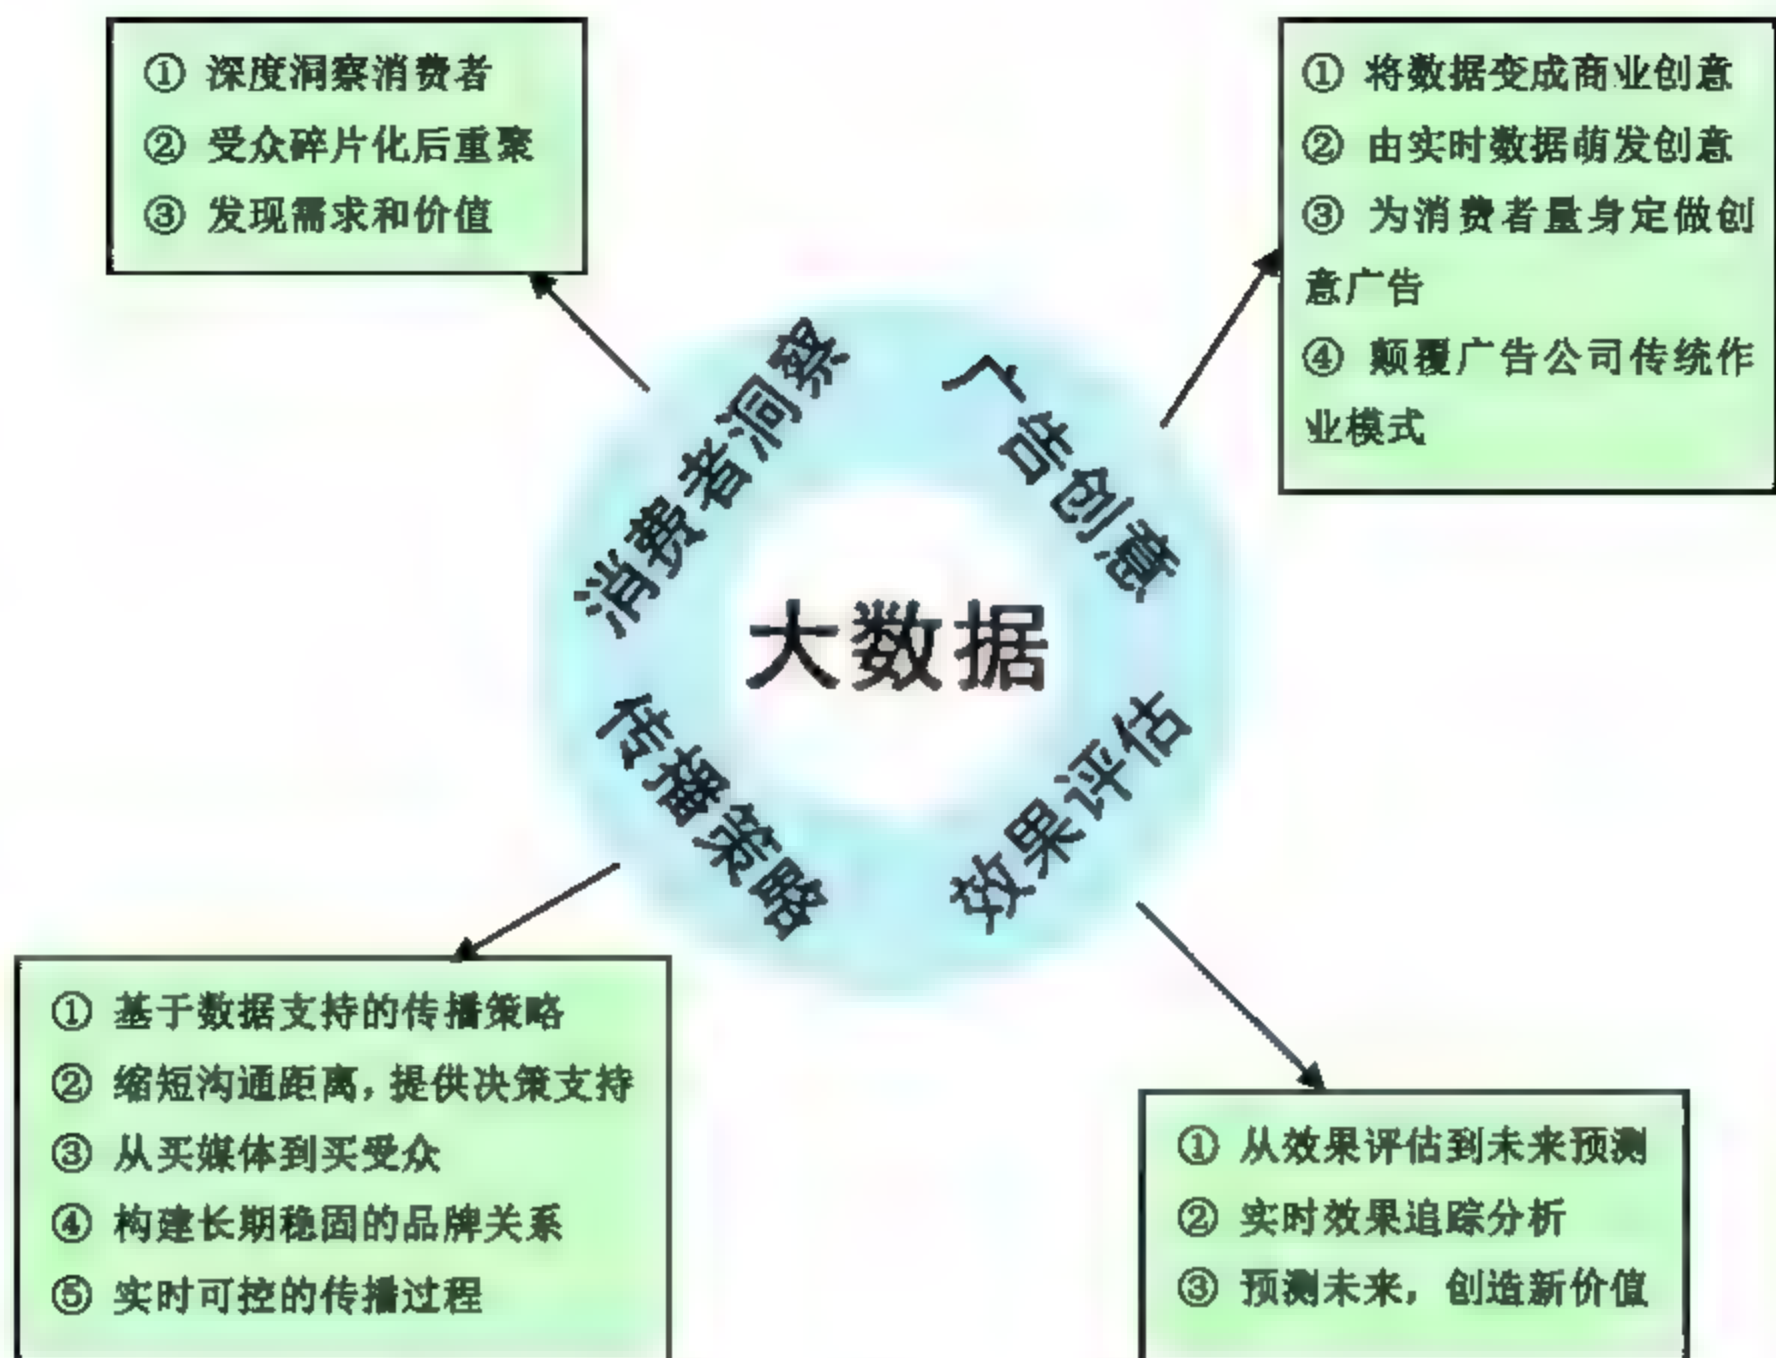 ① 深度洞察消费者
② 受众碎片化后重聚
③ 发现需求和价值
① 将数据变成商业创意
② 由实时数据萌发创意
③ 为消费者量身定做创
意广告
④ 颠覆广告公司传统作
业模式
消费者洞察
广告创意
大数据
传播策略
效果评估
① 基于数据支持的传播策略
② 缩短沟通距离，提供决策支持
③ 从买媒体到买受众
④ 构建长期稳固的品牌关系
⑤ 实时可控的传播过程
① 从效果评估到未来预测
② 实时效果追踪分析
③ 预测未来，创造新价值